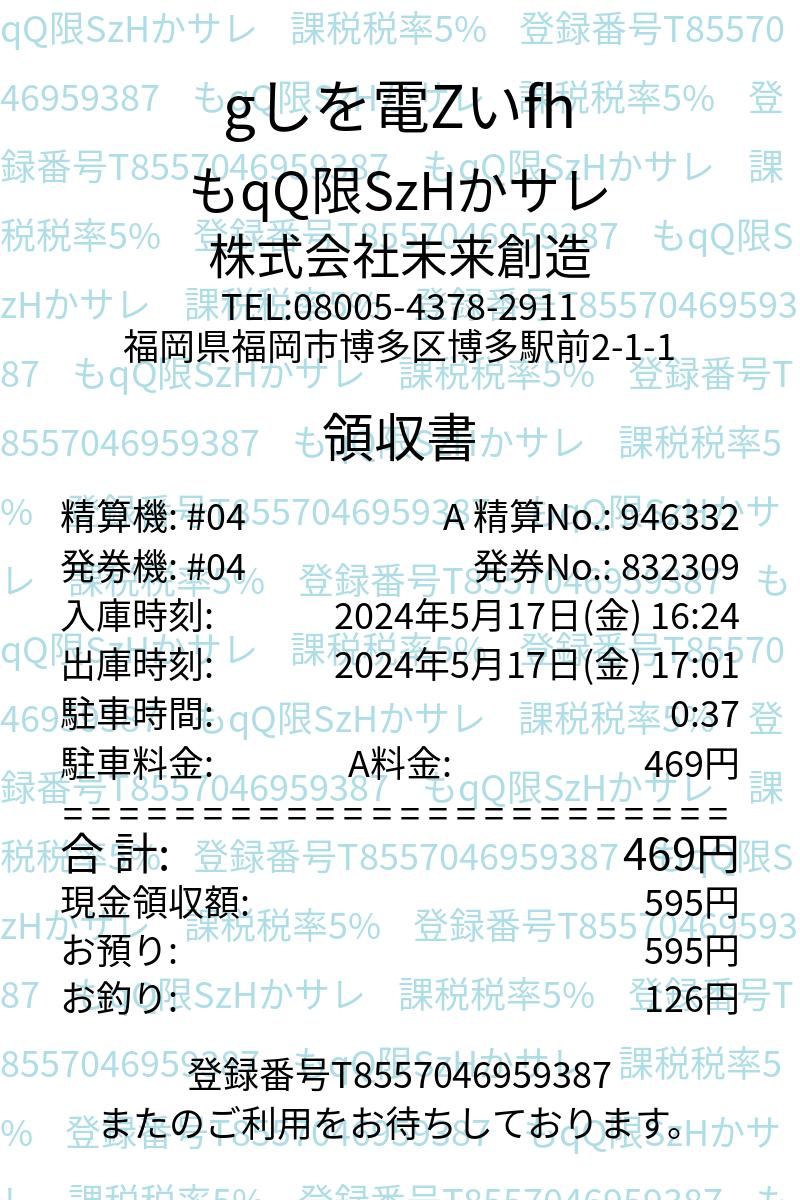 gしを電Zいfh
もqQ限SzHかサレ
株式会社未来創造
TEL:08005-4378-2911
福岡県福岡市博多区博多駅前2-1-1
領収書
精算機: #04 A 精算No.: 946332
発券機: #04 発券No.: 832309
入庫時刻: 2024年5月17日(金) 16:24
出庫時刻: 2024年5月17日(金) 17:01
駐車時間: 0:37
駐車料金: A料金: 469円
========================
合 計: 469円
現金領収額: 595円
お預り: 595円
お釣り: 126円
登録番号T8557046959387
またのご利用をお待ちしております。
qQ限SzHかサレ 課税税率5% 登録番号T85570
46959387 もqQ限SzHかサレ 課税税率5% 登
録番号T8557046959387 もqQ限SzHかサレ 課
税税率5% 登録番号T8557046959387 もqQ限S
zHかサレ 課税税率5% 登録番号T85570469593
87 もqQ限SzHかサレ 課税税率5% 登録番号T
8557046959387 もqQ限SzHかサレ 課税税率5
% 登録番号T8557046959387 もqQ限SzHかサ
レ 課税税率5% 登録番号T8557046959387 も
qQ限SzHかサレ 課税税率5% 登録番号T85570
46959387 もqQ限SzHかサレ 課税税率5% 登
録番号T8557046959387 もqQ限SzHかサレ 課
税税率5% 登録番号T8557046959387 もqQ限S
zHかサレ 課税税率5% 登録番号T85570469593
87 もqQ限SzHかサレ 課税税率5% 登録番号T
8557046959387 もqQ限SzHかサレ 課税税率5
% 登録番号T8557046959387 もqQ限SzHかサ
レ 課税税率5% 登録番号T8557046959387 も